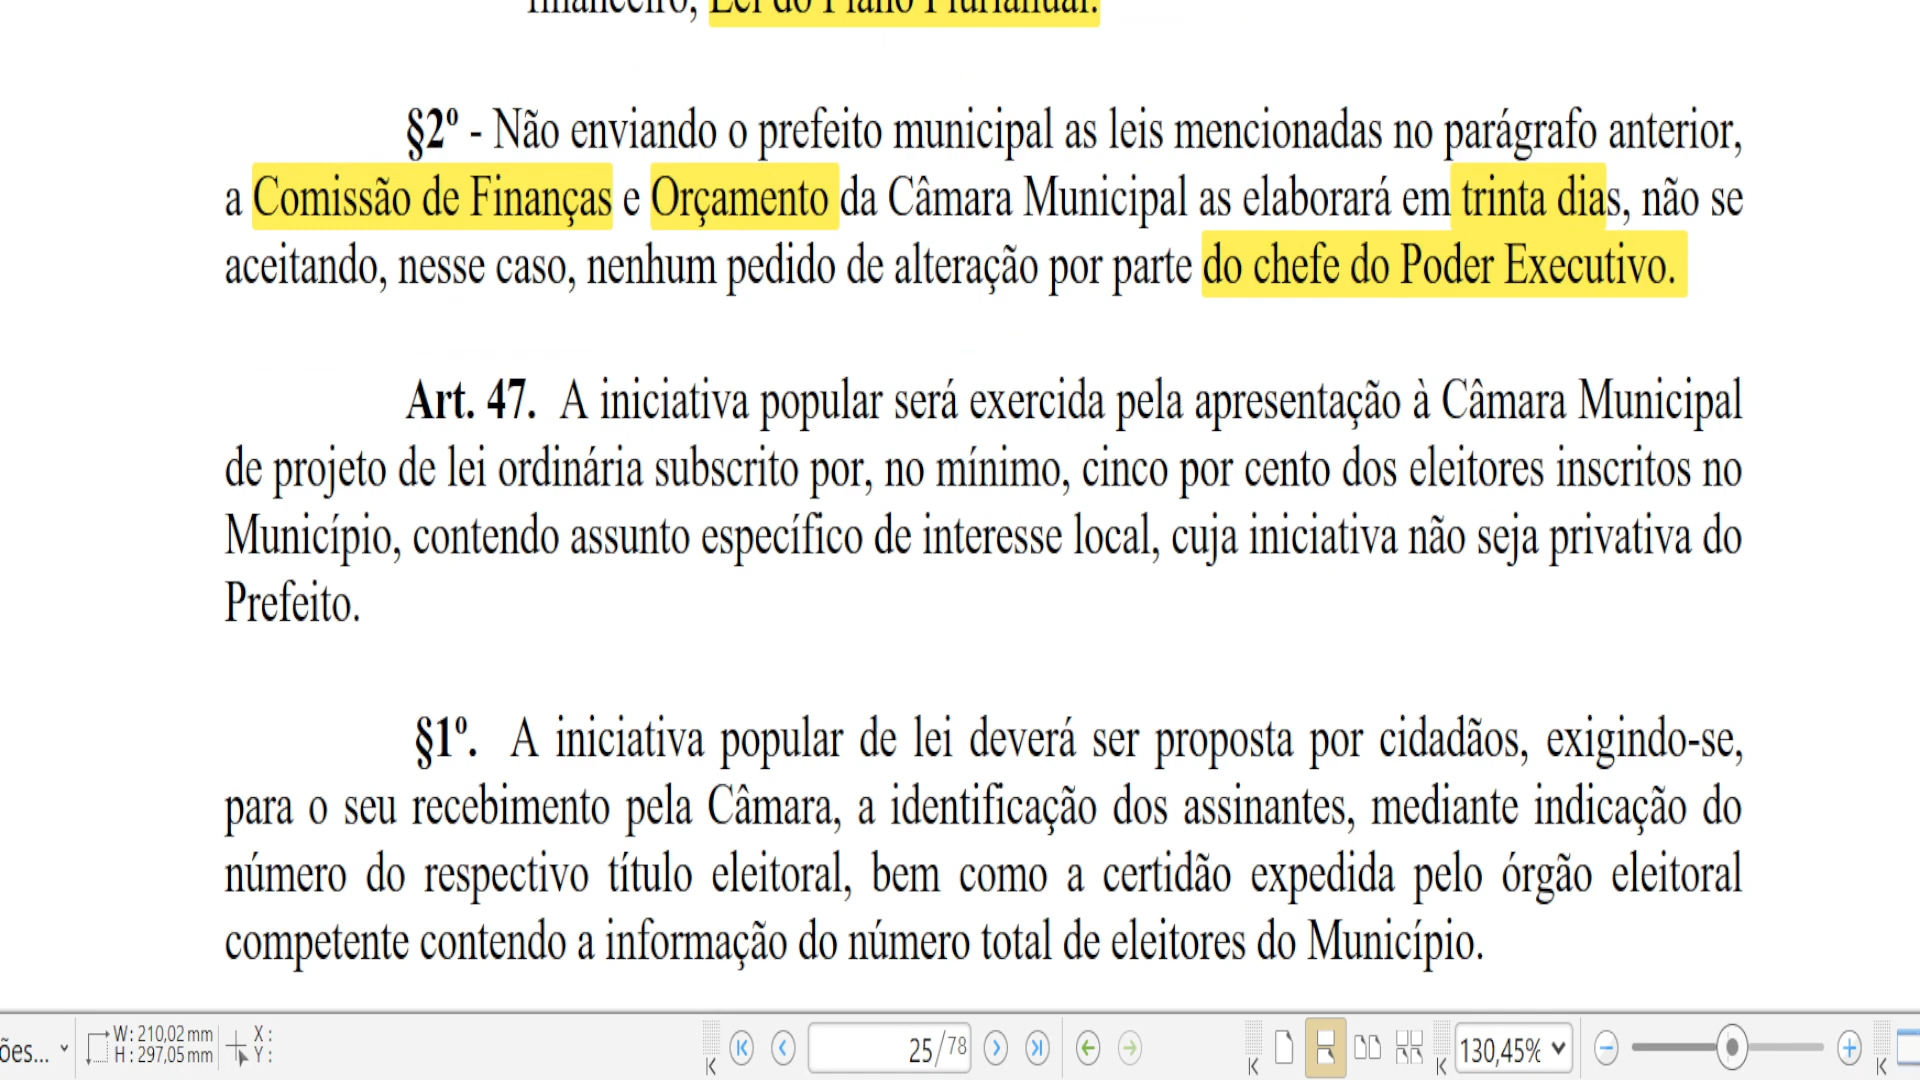 financeiro, Lei do Plano Plurianual.
§2º - Não enviando o prefeito municipal as leis mencionadas no parágrafo anterior,
a Comissão de Finanças e Orçamento da Câmara Municipal as elaborará em trinta dias, não se
aceitando, nesse caso, nenhum pedido de alteração por parte do chefe do Poder Executivo.
Art. 47. A iniciativa popular será exercida pela apresentação à Câmara Municipal
de projeto de lei ordinária subscrito por, no mínimo, cinco por cento dos eleitores inscritos no
Município, contendo assunto específico de interesse local, cuja iniciativa não seja privativa do
Prefeito.
§1º. A iniciativa popular de lei deverá ser proposta por cidadãos, exigindo-se,
para o seu recebimento pela Câmara, a identificação dos assinantes, mediante indicação do
número do respectivo título eleitoral, bem como a certidão expedida pelo órgão eleitoral
competente contendo a informação do número total de eleitores do Município.
ões... W: 210,02 mm X: 25/78 130,45%
H: 297,05 mm Y: